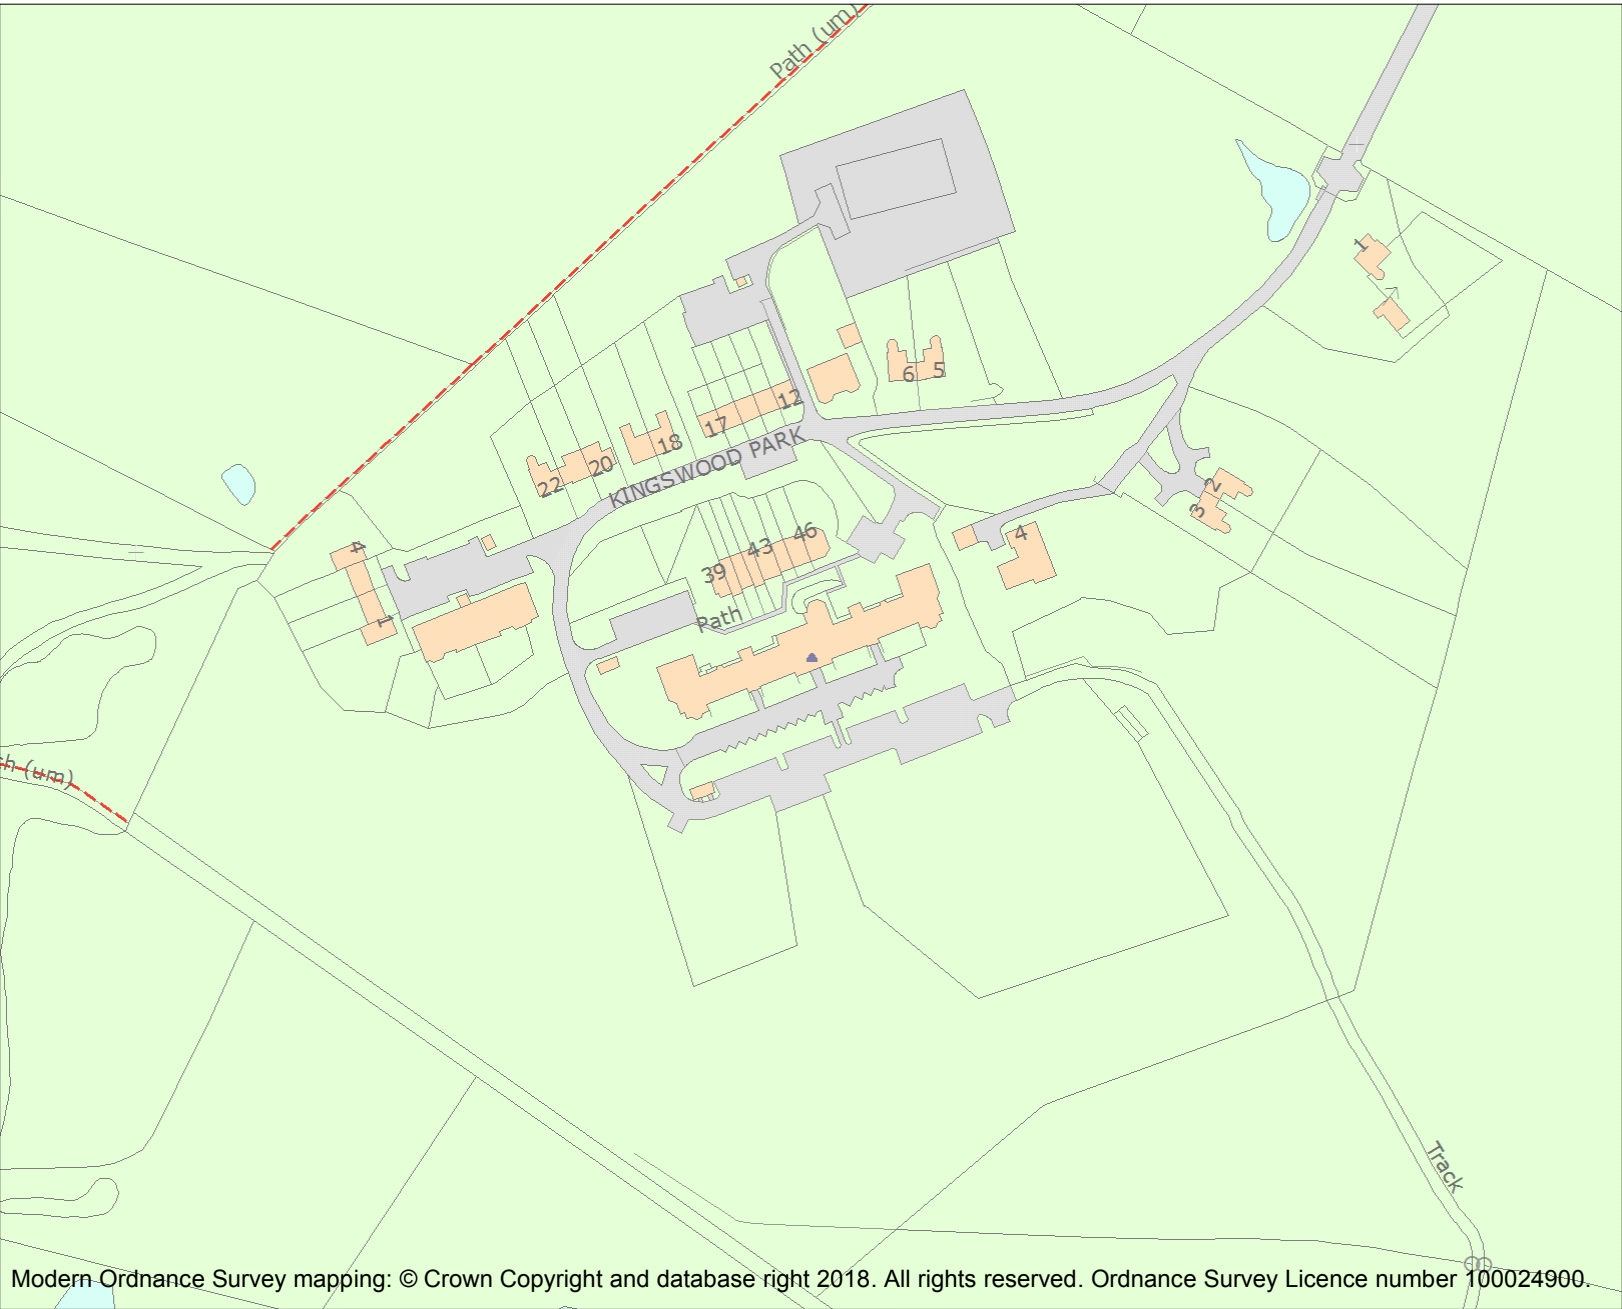 Path (um)
1
6
5
12
17
18
KINGSWOOD PARK
20
22
2
3
4
46
43
39
4
1
Path
th (um)
Track
Modern Ordnance Survey mapping: © Crown Copyright and database right 2018. All rights reserved. Ordnance Survey Licence number 100024900.